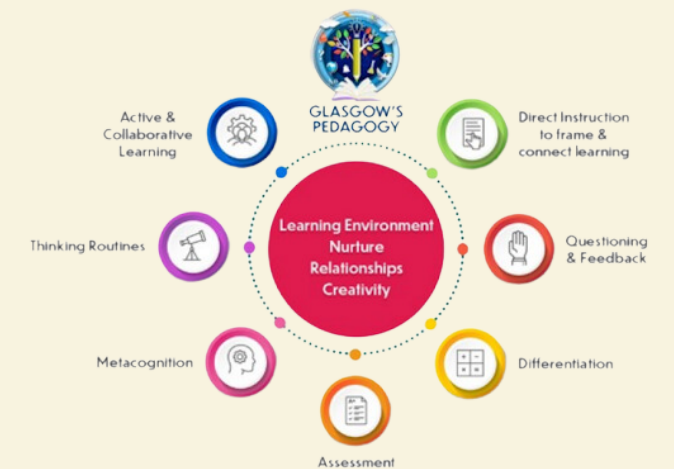 GLASGOW'S
PEDAGOGY
Active &
Collaborative
Learning
Direct Instruction
to frame &
connect learning
Learning Environment
Nurture
Relationships
Creativity
Thinking Routines
Questioning
& Feedback
Metacognition
Differentiation
Assessment